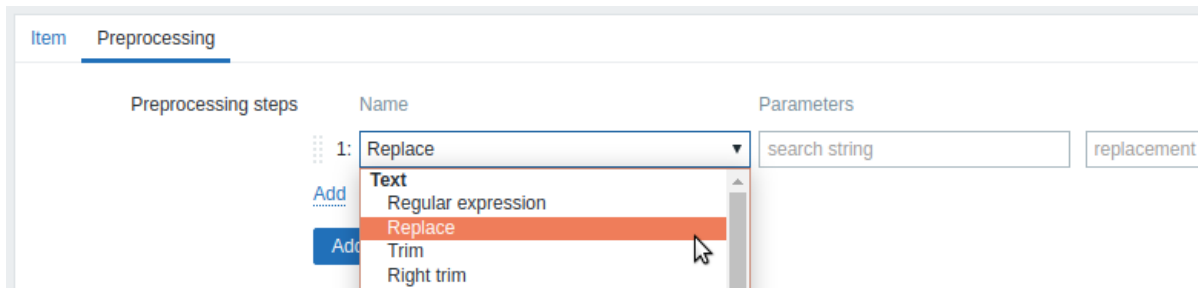 Item Preprocessing
Preprocessing steps Name Parameters
1: Replace search string replacement
Text
Add Regular expression
Replace
Trim
Right trim